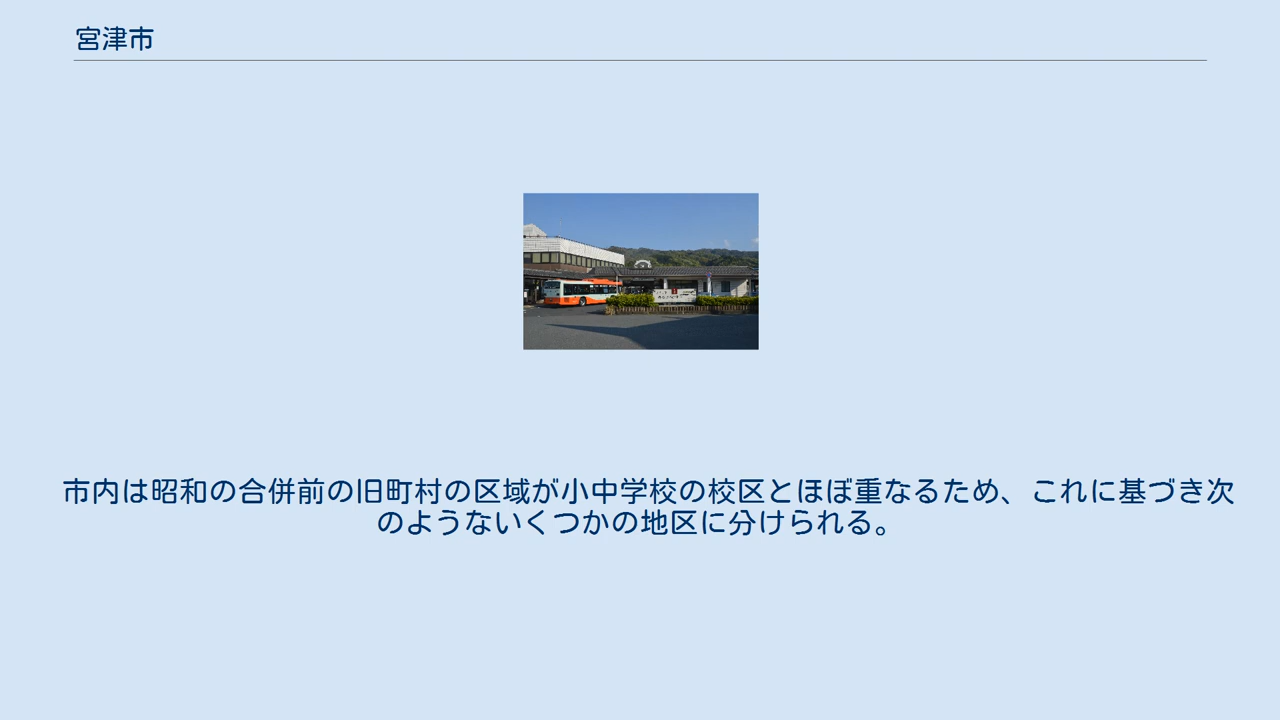 宮津市
市内は昭和の合併前の旧町村の区域が小中学校の校区とほぼ重なるため、これに基づき次
のようないくつかの地区に分けられる。